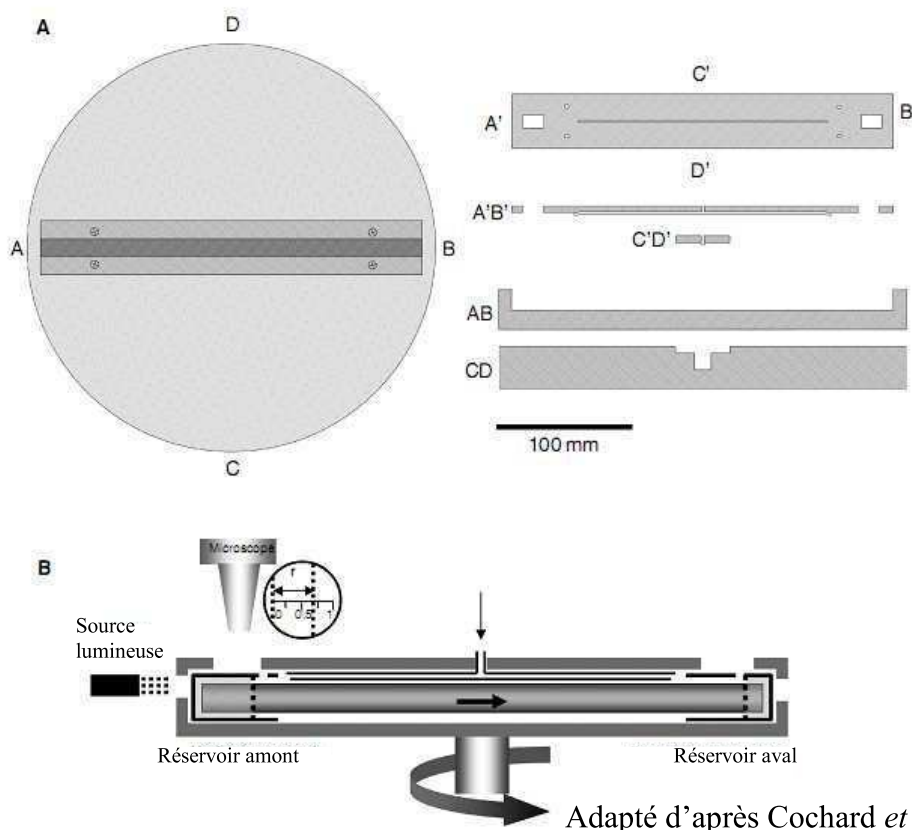 A
D
A
B
C
C'
A'
B
D'
A'B'
C'D'
AB
CD
100 mm
B
Microscope
r
0 0,5 1
Source
lumineuse
Réservoir amont
Réservoir aval
Adapté d'après Cochard et